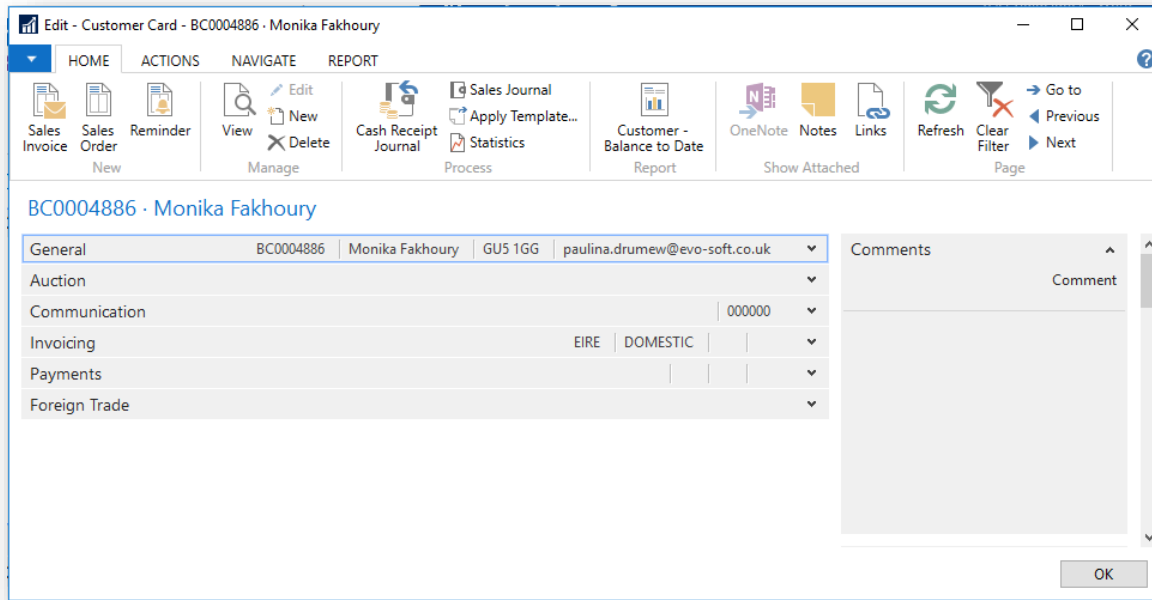 Edit - Customer Card - BC0004886 · Monika Fakhoury
HOME ACTIONS NAVIGATE REPORT
Sales Invoice
Sales Order
Reminder
New
View
Edit
New
Delete
Manage
Cash Receipt Journal
Sales Journal
Apply Template...
Statistics
Process
Customer - Balance to Date
Report
OneNote
Notes
Links
Show Attached
Refresh
Clear Filter
Go to
Previous
Next
Page
BC0004886 · Monika Fakhoury
General BC0004886 Monika Fakhoury GU5 1GG paulina.drumew@evo-soft.co.uk
Auction
Communication 000000
Invoicing EIRE DOMESTIC
Payments
Foreign Trade
Comments
Comment
OK